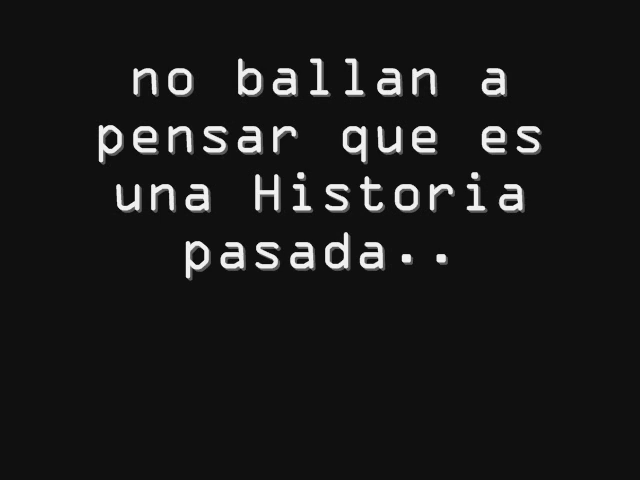 no ballan a
pensar que es
una Historia
pasada..